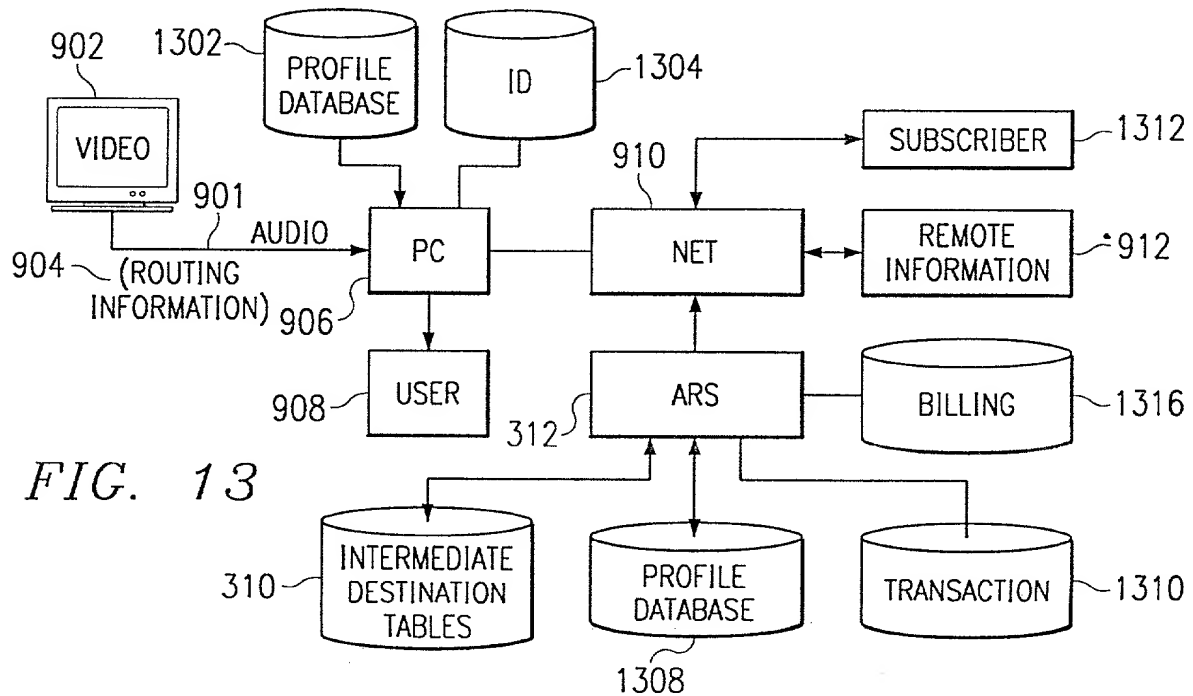 1302
902
PROFILE
DATABASE
ID
1304
VIDEO
901
AUDIO
904
(ROUTING
INFORMATION)
PC
906
910
NET
SUBSCRIBER
1312
REMOTE
INFORMATION
912
USER
908
ARS
312
BILLING
1316
FIG. 13
310
INTERMEDIATE
DESTINATION
TABLES
PROFILE
DATABASE
1308
TRANSACTION
1310